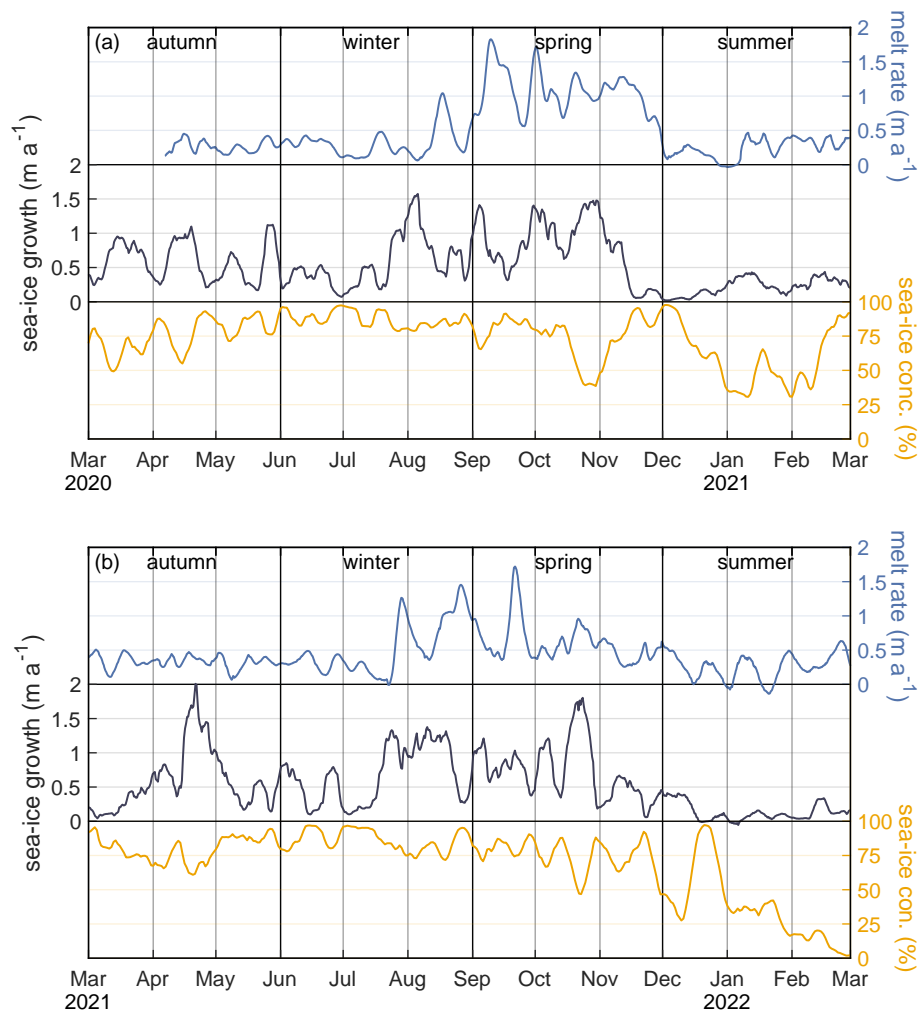 (a)
autumn
winter
spring
summer
2
1.5
1
0.5
0
melt rate (m a⁻¹)
2
1.5
1
0.5
0
sea-ice growth (m a⁻¹)
100
75
50
25
0
sea-ice conc. (%)
Mar Apr May Jun Jul Aug Sep Oct Nov Dec Jan Feb Mar
2020 2021
(b)
autumn
winter
spring
summer
2
1.5
1
0.5
0
melt rate (m a⁻¹)
2
1.5
1
0.5
0
sea-ice growth (m a⁻¹)
100
75
50
25
0
sea-ice con. (%)
Mar Apr May Jun Jul Aug Sep Oct Nov Dec Jan Feb Mar
2021 2022